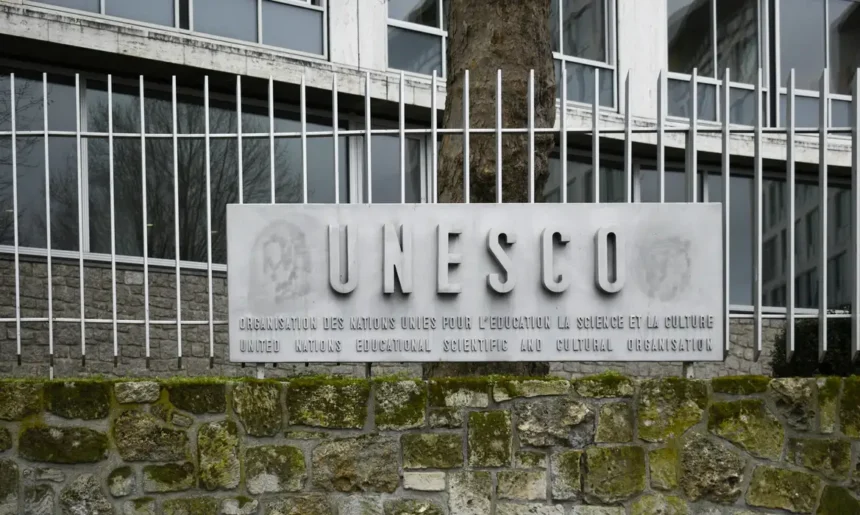 UNESCO
ORGANISATION DES NATIONS UNIES POUR L'EDUCATION LA SCIENCE ET LA CULTURE
UNITED NATIONS EDUCATIONAL SCIENTIFIC AND CULTURAL ORGANISATION